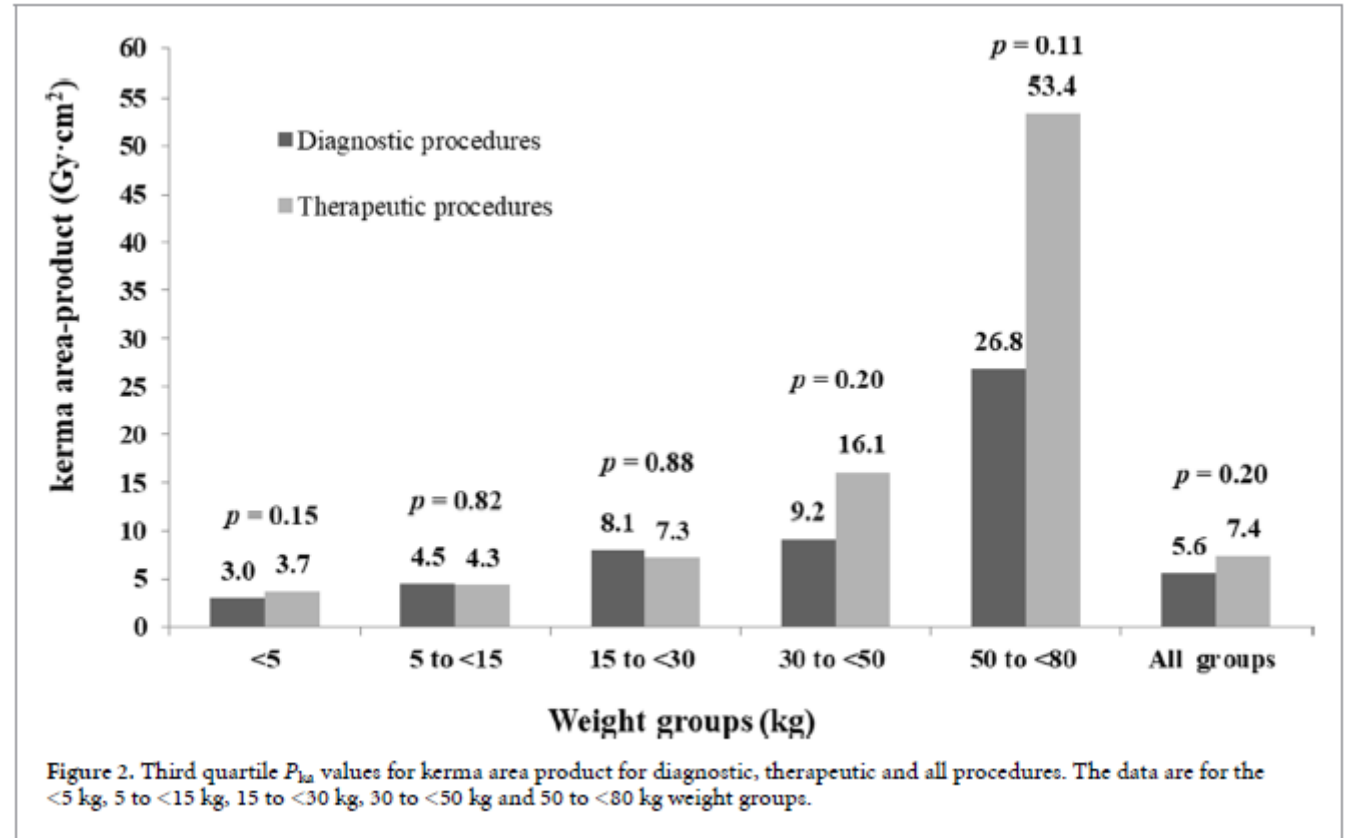 kerma area-product (Gy·cm²)
60
55
50
45
40
35
30
25
20
15
10
5
0
Diagnostic procedures
Therapeutic procedures
p = 0.15
3.0 3.7
p = 0.82
4.5 4.3
p = 0.88
8.1 7.3
p = 0.20
9.2 16.1
p = 0.11
26.8 53.4
p = 0.20
5.6 7.4
<5 5 to <15 15 to <30 30 to <50 50 to <80 All groups
Weight groups (kg)
Figure 2. Third quartile Pka values for kerma area product for diagnostic, therapeutic and all procedures. The data are for the
<5 kg, 5 to <15 kg, 15 to <30 kg, 30 to <50 kg and 50 to <80 kg weight groups.